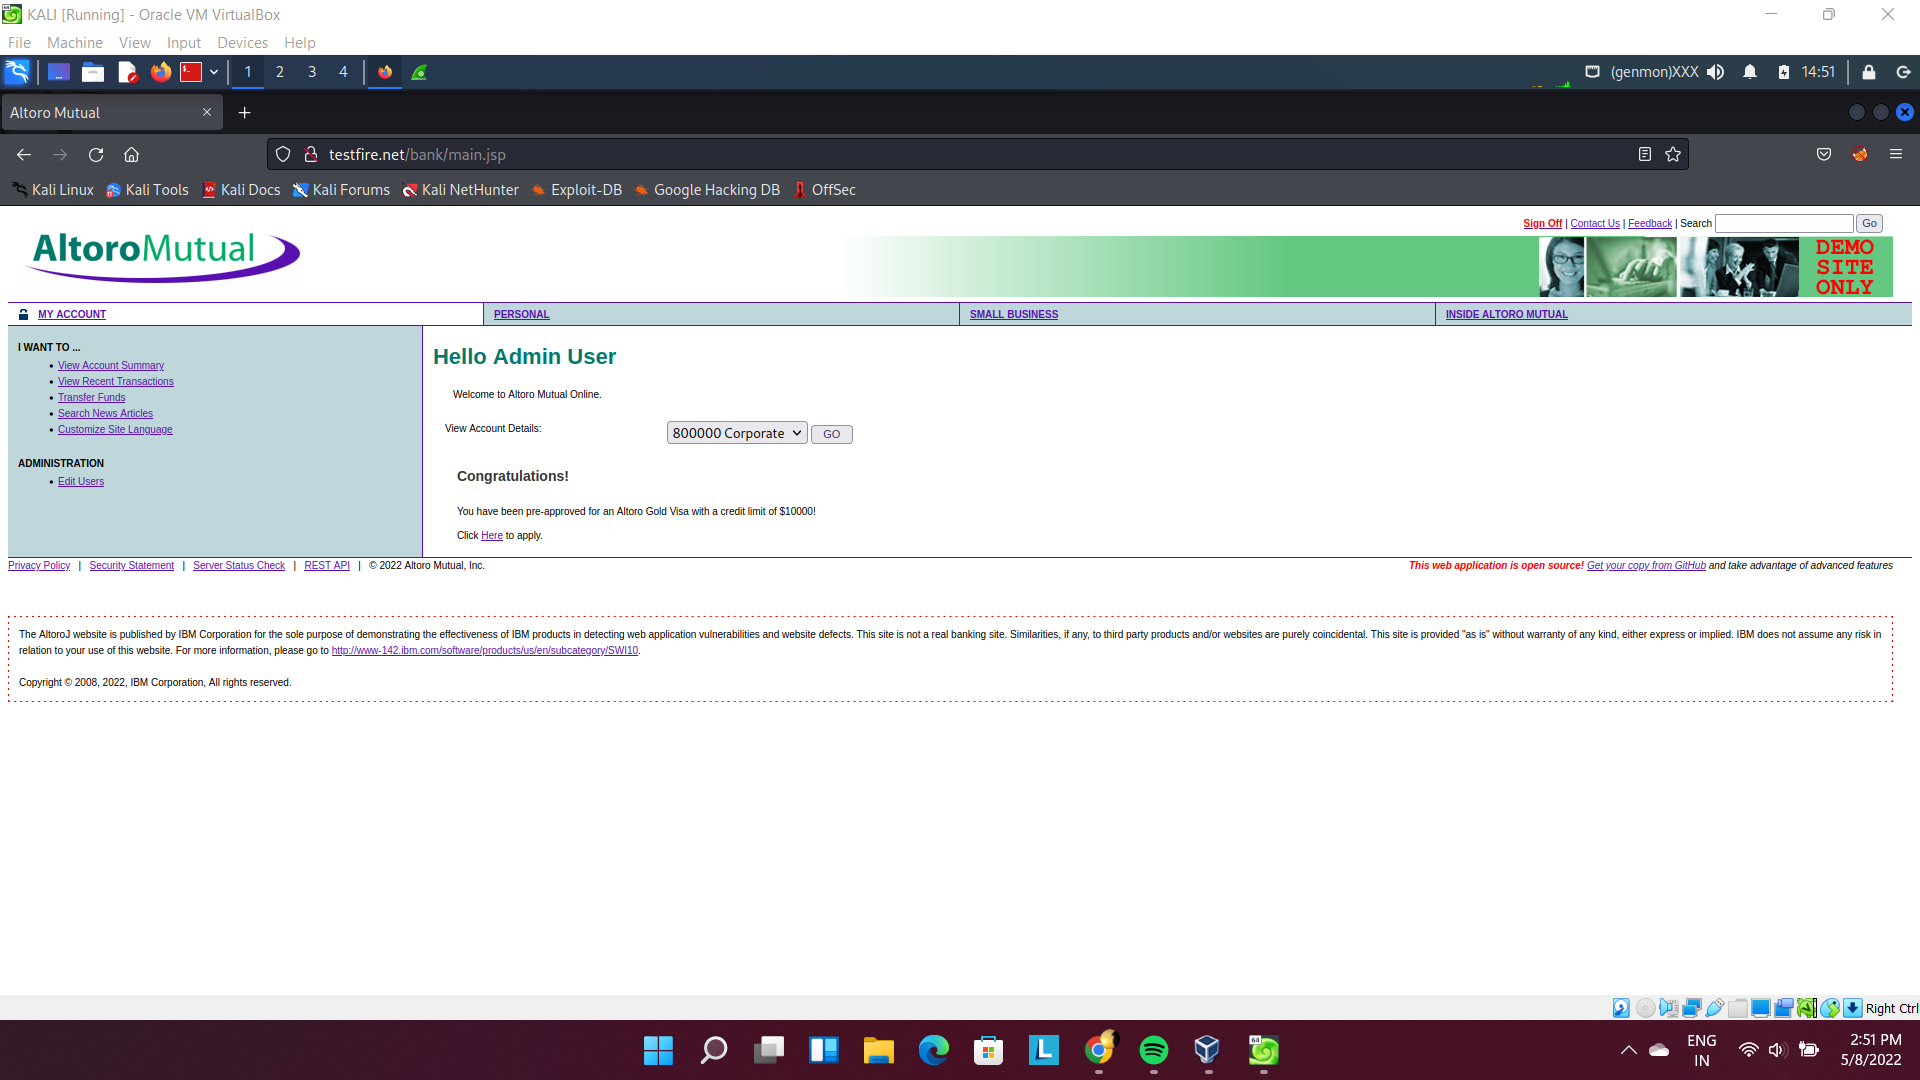 KALI [Running] - Oracle VM VirtualBox
File Machine View Input Devices Help
1 2 3 4 (genmon)XXX 14:51
Altoro Mutual
testfire.net/bank/main.jsp
Kali Linux Kali Tools Kali Docs Kali Forums Kali NetHunter Exploit-DB Google Hacking DB OffSec
Sign Off | Contact Us | Feedback | Search Go
AltoroMutual
DEMO
SITE
ONLY
MY ACCOUNT PERSONAL SMALL BUSINESS INSIDE ALTORO MUTUAL
I WANT TO ...
View Account Summary
View Recent Transactions
Transfer Funds
Search News Articles
Customize Site Language
ADMINISTRATION
Edit Users
Hello Admin User
Welcome to Altoro Mutual Online.
View Account Details: 800000 Corporate GO
Congratulations!
You have been pre-approved for an Altoro Gold Visa with a credit limit of $10000!
Click Here to apply.
Privacy Policy | Security Statement | Server Status Check | REST API | © 2022 Altoro Mutual, Inc. This web application is open source! Get your copy from GitHub and take advantage of advanced features
The AltoroJ website is published by IBM Corporation for the sole purpose of demonstrating the effectiveness of IBM products in detecting web application vulnerabilities and website defects. This site is not a real banking site. Similarities, if any, to third party products and/or websites are purely coincidental. This site is provided "as is" without warranty of any kind, either express or implied. IBM does not assume any risk in
relation to your use of this website. For more information, please go to http://www-142.ibm.com/software/products/us/en/subcategory/SWI10.
Copyright © 2008, 2022, IBM Corporation, All rights reserved.
Right Ctrl
L
64
ENG
IN
2:51 PM
5/8/2022